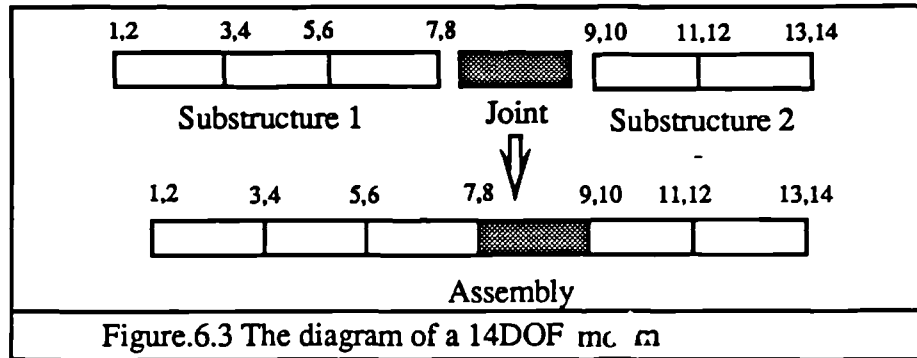 1,2 3,4 5,6 7,8 9,10 11,12 13,14
Substructure 1 Joint Substructure 2
1,2 3,4 5,6 7,8 9,10 11,12 13,14
Assembly
Figure.6.3 The diagram of a 14DOF